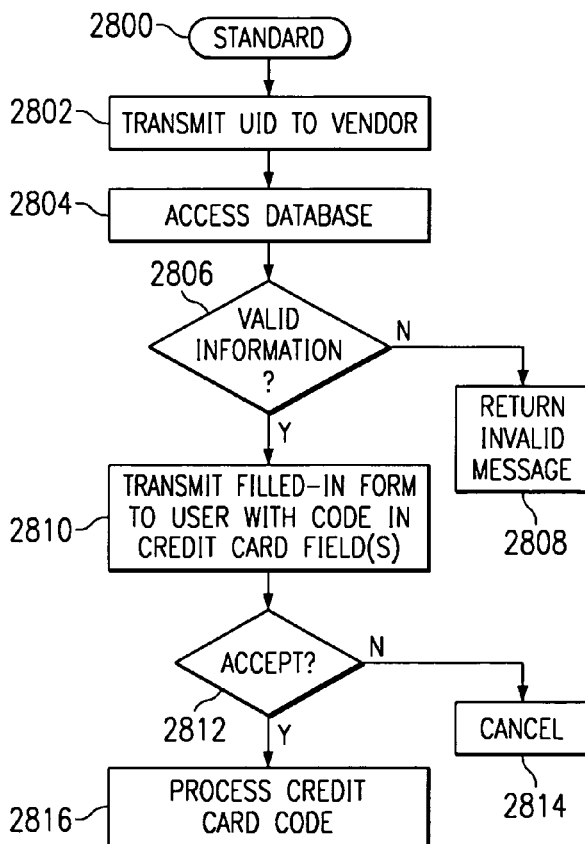 2800
STANDARD
2802
TRANSMIT UID TO VENDOR
2804
ACCESS DATABASE
2806
VALID
INFORMATION
?
N
Y
RETURN
INVALID
MESSAGE
2808
2810
TRANSMIT FILLED-IN FORM
TO USER WITH CODE IN
CREDIT CARD FIELD(S)
ACCEPT?
N
2812
Y
CANCEL
2814
2816
PROCESS CREDIT
CARD CODE